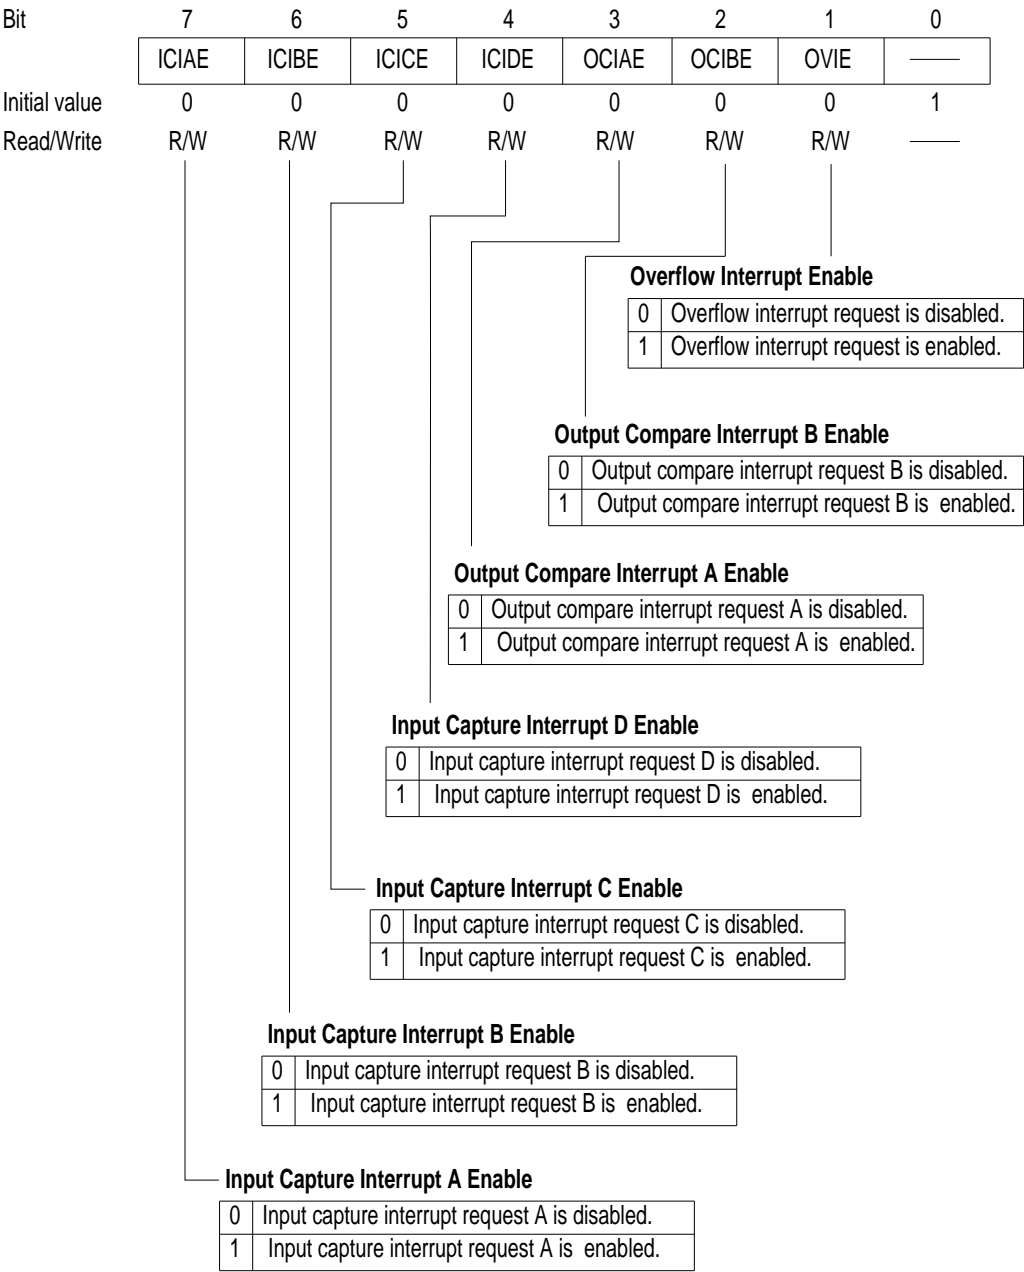 Bit 7 6 5 4 3 2 1 0
ICIAE ICIBE ICICE ICIDE OCIAE OCIBE OVIE —
Initial value 0 0 0 0 0 0 0 1
Read/Write R/W R/W R/W R/W R/W R/W R/W —
Overflow Interrupt Enable
0 Overflow interrupt request is disabled.
1 Overflow interrupt request is enabled.
Output Compare Interrupt B Enable
0 Output compare interrupt request B is disabled.
1 Output compare interrupt request B is enabled.
Output Compare Interrupt A Enable
0 Output compare interrupt request A is disabled.
1 Output compare interrupt request A is enabled.
Input Capture Interrupt D Enable
0 Input capture interrupt request D is disabled.
1 Input capture interrupt request D is enabled.
Input Capture Interrupt C Enable
0 Input capture interrupt request C is disabled.
1 Input capture interrupt request C is enabled.
Input Capture Interrupt B Enable
0 Input capture interrupt request B is disabled.
1 Input capture interrupt request B is enabled.
Input Capture Interrupt A Enable
0 Input capture interrupt request A is disabled.
1 Input capture interrupt request A is enabled.